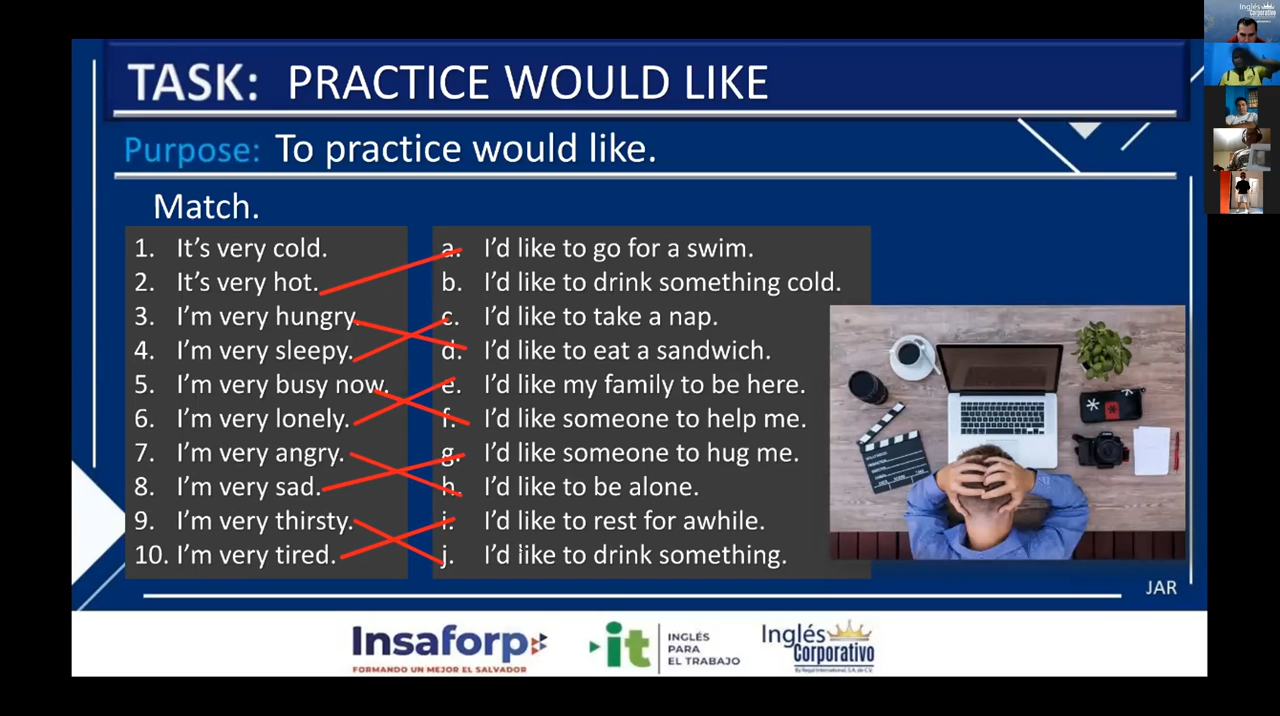 Inglés
Corporativo
TASK: PRACTICE WOULD LIKE
Purpose: To practice would like.
Match.
1. It's very cold.
2. It's very hot.
3. I'm very hungry.
4. I'm very sleepy.
5. I'm very busy now.
6. I'm very lonely.
7. I'm very angry.
8. I'm very sad.
9. I'm very thirsty.
10. I'm very tired.
a. I'd like to go for a swim.
b. I'd like to drink something cold.
c. I'd like to take a nap.
d. I'd like to eat a sandwich.
e. I'd like my family to be here.
f. I'd like someone to help me.
g. I'd like someone to hug me.
h. I'd like to be alone.
i. I'd like to rest for awhile.
j. I'd like to drink something.
JAR
Insaforp
FORMANDO UN MEJOR EL SALVADOR
it
INGLÉS
PARA
EL TRABAJO
Inglés
Corporativo